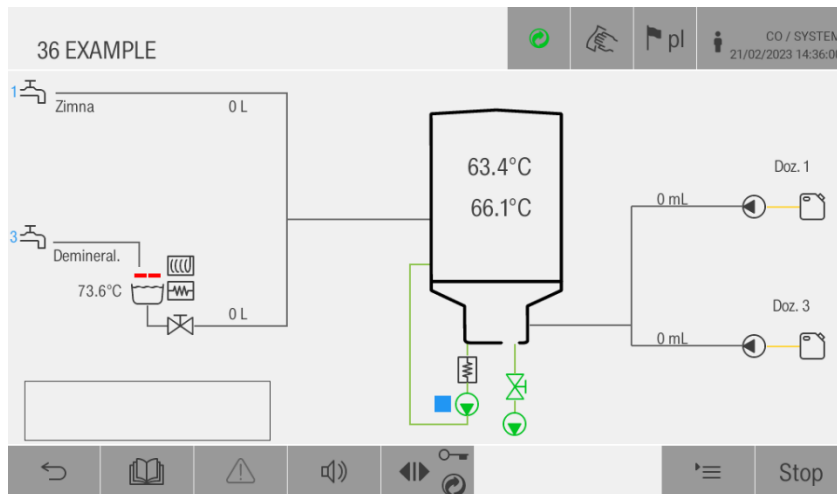 36 EXAMPLE
pl
CO / SYSTEM
21/02/2023 14:36:00
1
Zimna
0 L
63.4°C
66.1°C
Doz. 1
0 mL
3
Demineral.
73.6°C
0 L
Doz. 3
0 mL
Stop